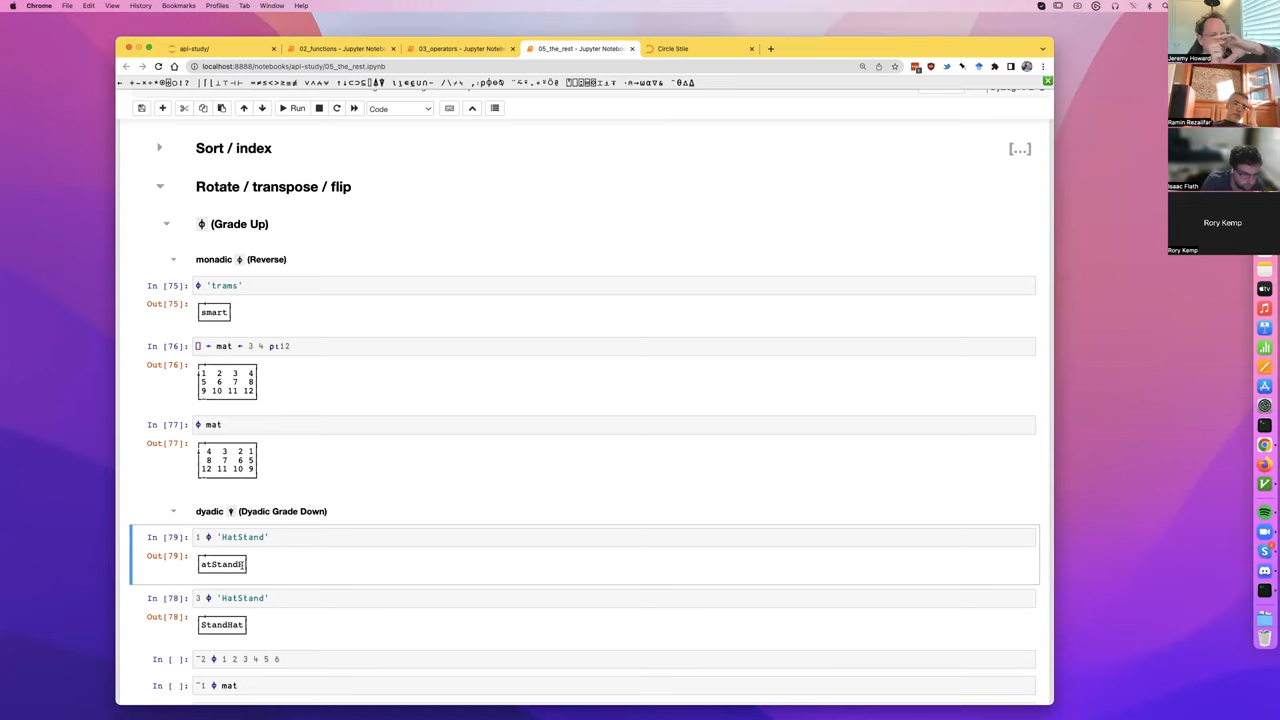 Chrome File Edit View History Bookmarks Profiles Tab Window Help
apl-study/ 02_functions - Jupyter Notebo 03_operators - Jupyter Notebo 05_the_rest - Jupyter Notebo Circle Stile
localhost:8888/notebooks/apl-study/05_the_rest.ipynb
Run Code
Sort / index [...]
Rotate / transpose / flip
⌽ (Grade Up)
monadic ⌽ (Reverse)
In [75]: ⌽ 'trams'
Out[75]:
smart
In [76]: ⎕ ← mat ← 3 4 ⍴⍳12
Out[76]:
1 2 3 4
5 6 7 8
9 10 11 12
In [77]: ⌽ mat
Out[77]:
4 3 2 1
8 7 6 5
12 11 10 9
dyadic ⍒ (Dyadic Grade Down)
In [79]: 1 ⌽ 'HatStand'
Out[79]:
atStandH
In [78]: 3 ⌽ 'HatStand'
Out[78]:
StandHat
In [ ]: ¯2 ⌽ 1 2 3 4 5 6
In [ ]: ¯1 ⌽ mat
Jeremy Howard
Ramin Rezaiifar
Isaac Flath
Rory Kemp
Rory Kemp